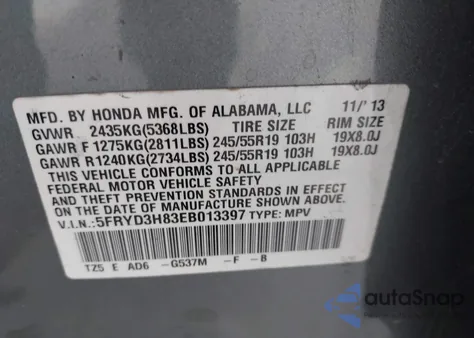 MFD. BY HONDA MFG. OF ALABAMA, LLC 11/'13
GVWR 2435KG(5368LBS) TIRE SIZE RIM SIZE
GAWR F 1275KG(2811LBS) 245/55R19 103H 19X8.0J
GAWR R1240KG(2734LBS) 245/55R19 103H 19X8.0J
THIS VEHICLE CONFORMS TO ALL APPLICABLE
FEDERAL MOTOR VEHICLE SAFETY, BUMPER,
AND THEFT PREVENTION STANDARDS IN EFFECT
ON THE DATE OF MANUFACTURE SHOWN ABOVE.
V.I.N.:5FRYD3H83EB013397 TYPE: MPV
TZ5 E AD6 -G537M -F -B
autoSnap